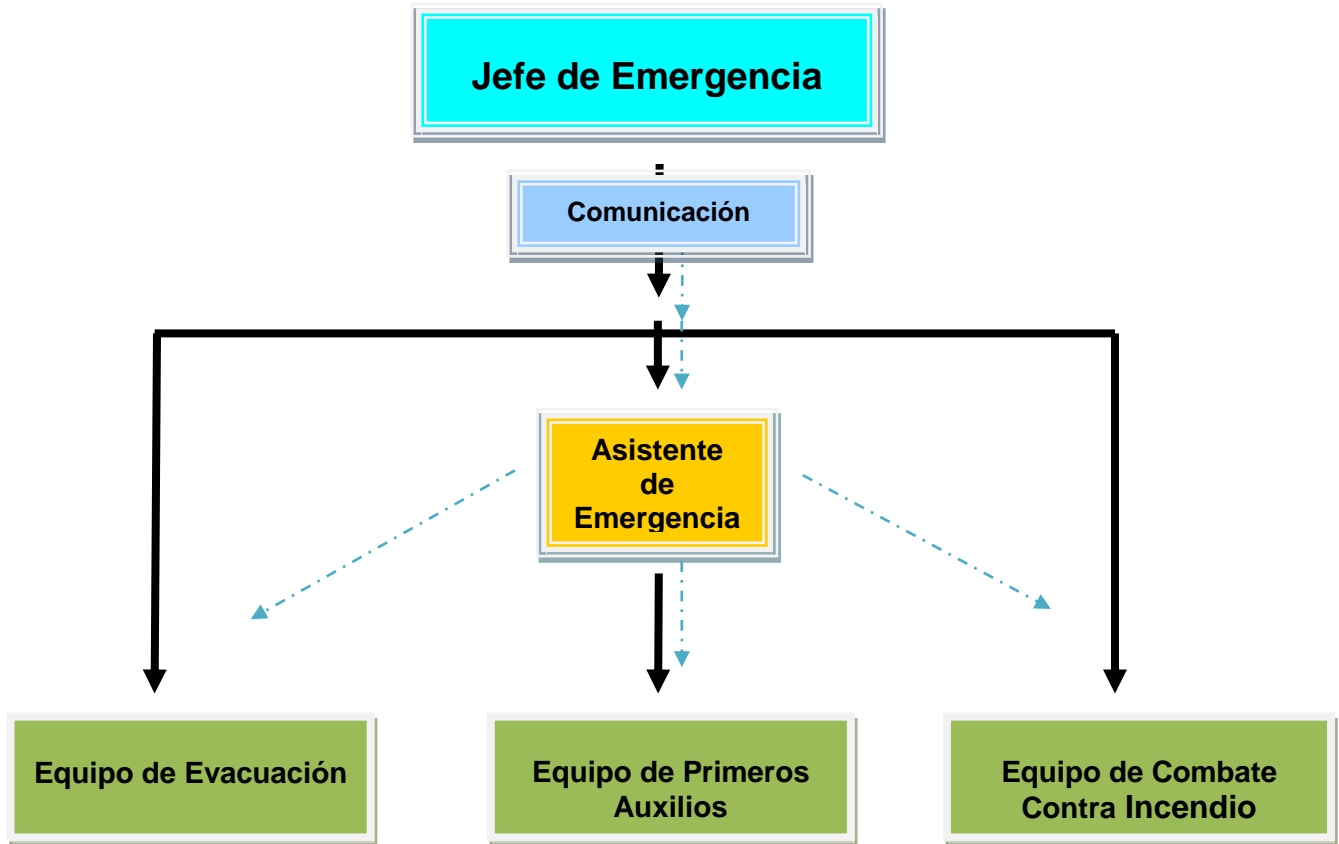 Jefe de Emergencia
Comunicación
Asistente
de
Emergencia
Equipo de Evacuación
Equipo de Primeros
Auxilios
Equipo de Combate
Contra Incendio